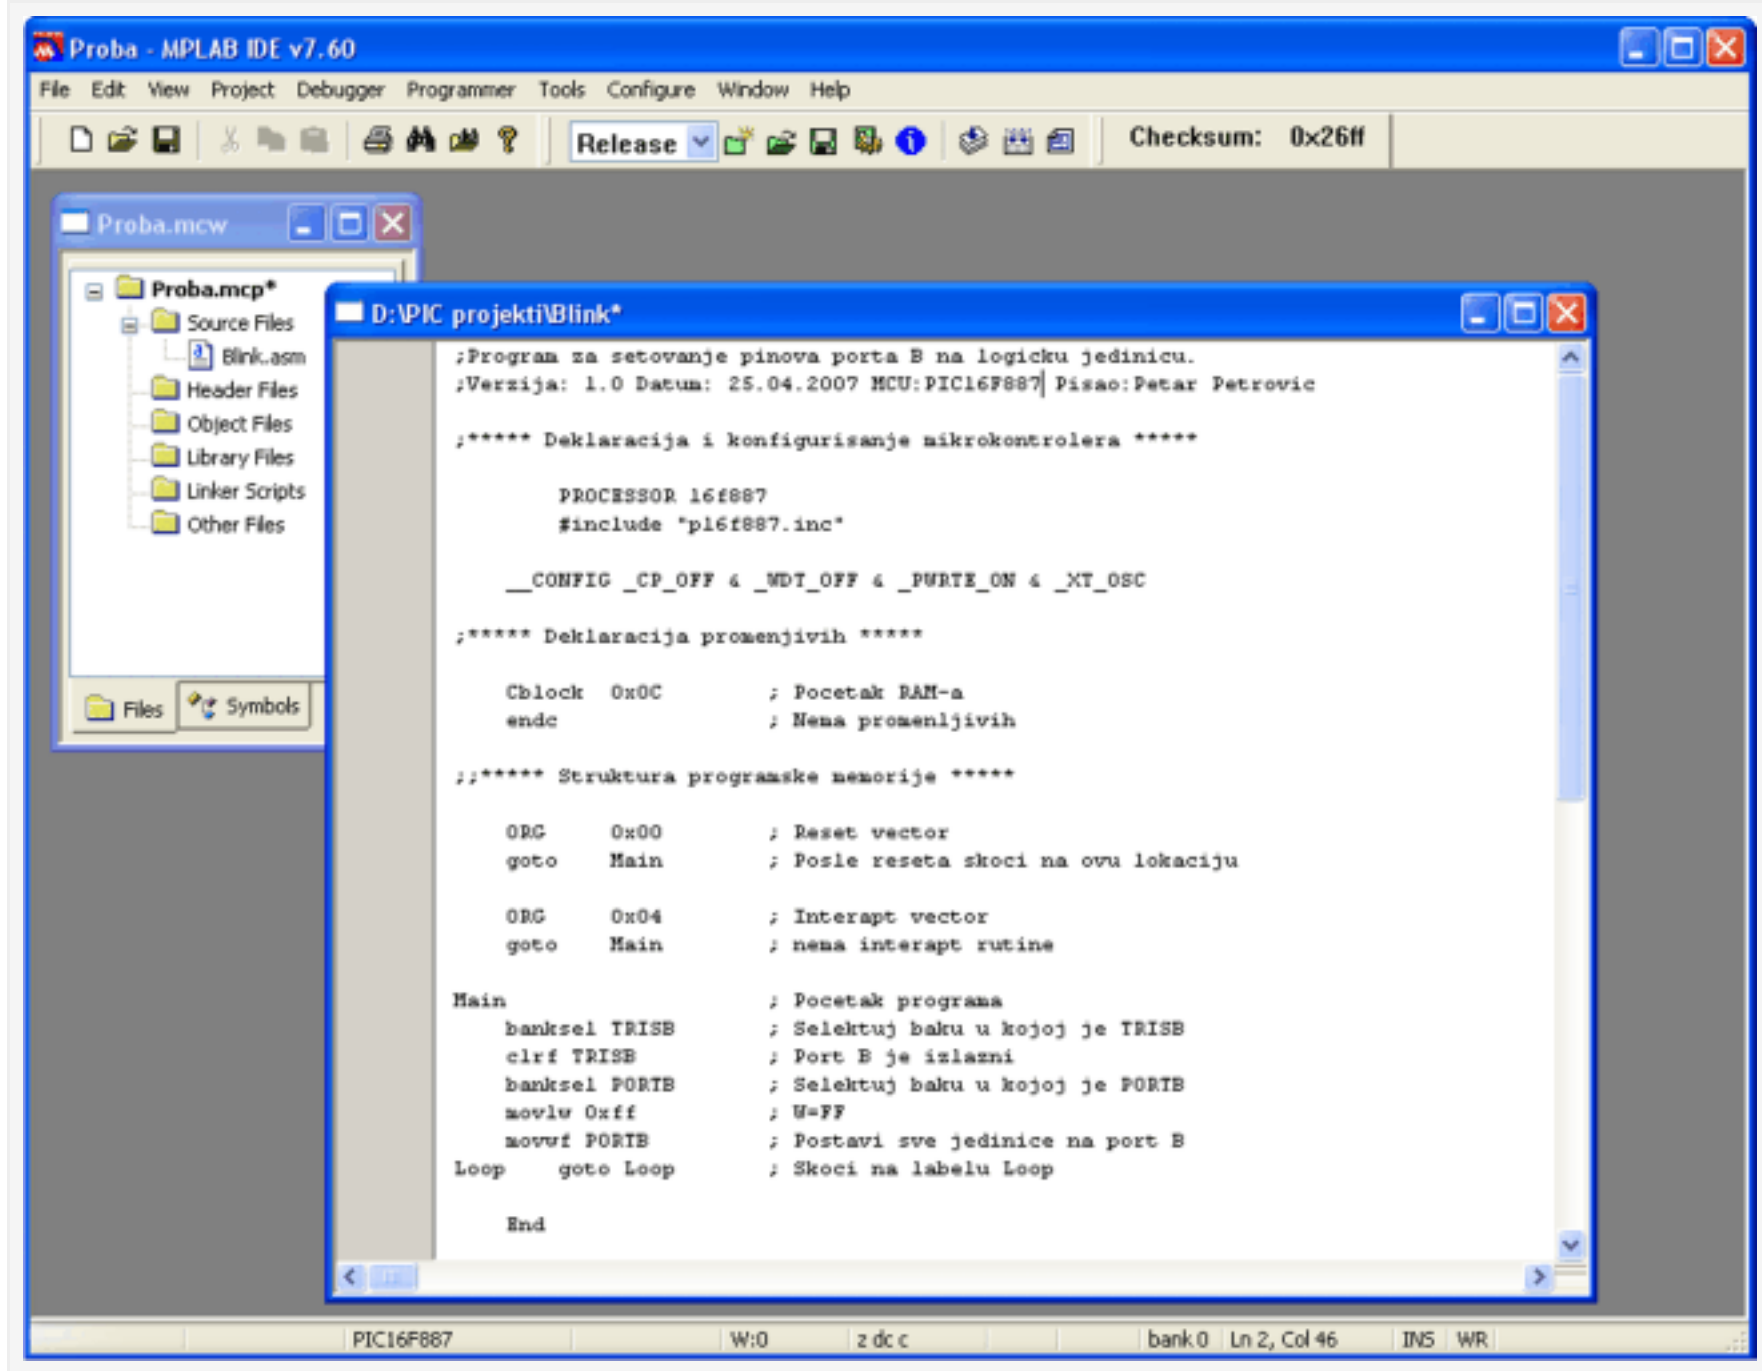 Proba - MPLAB IDE v7.60
File Edit View Project Debugger Programmer Tools Configure Window Help
Release Checksum: 0x26ff
Proba.mcw
Proba.mcp*
Source Files
Blink.asm
Header Files
Object Files
Library Files
Linker Scripts
Other Files
Files Symbols
D:\PIC projekti\Blink*
;Program za setovanje pinova porta B na logicku jedinicu.
;Verzija: 1.0 Datum: 25.04.2007 MCU:PIC16F887 Pisao:Petar Petrovic
;***** Deklaracija i konfigurisanje mikrokontrolera *****
PROCESSOR 16f887
#include "p16f887.inc"
__CONFIG _CP_OFF & _WDT_OFF & _PWRTE_ON & _XT_OSC
;***** Deklaracija promenjivih *****
Cblock 0x0C ; Pocetak RAM-a
endc ; Nema promenljivih
;;***** Struktura programske memorije *****
ORG 0x00 ; Reset vector
goto Main ; Posle reseta skoci na ovu lokaciju
ORG 0x04 ; Interapt vector
goto Main ; nema interapt rutine
Main ; Pocetak programa
banksel TRISB ; Selektuj baku u kojoj je TRISB
clrf TRISB ; Port B je izlazni
banksel PORTB ; Selektuj baku u kojoj je PORTB
movlw 0xff ; W=FF
movwf PORTB ; Postavi sve jedinice na port B
Loop goto Loop ; Skoci na labelu Loop
End
PIC16F887 W:0 z dc c bank 0 Ln 2, Col 46 INS WR